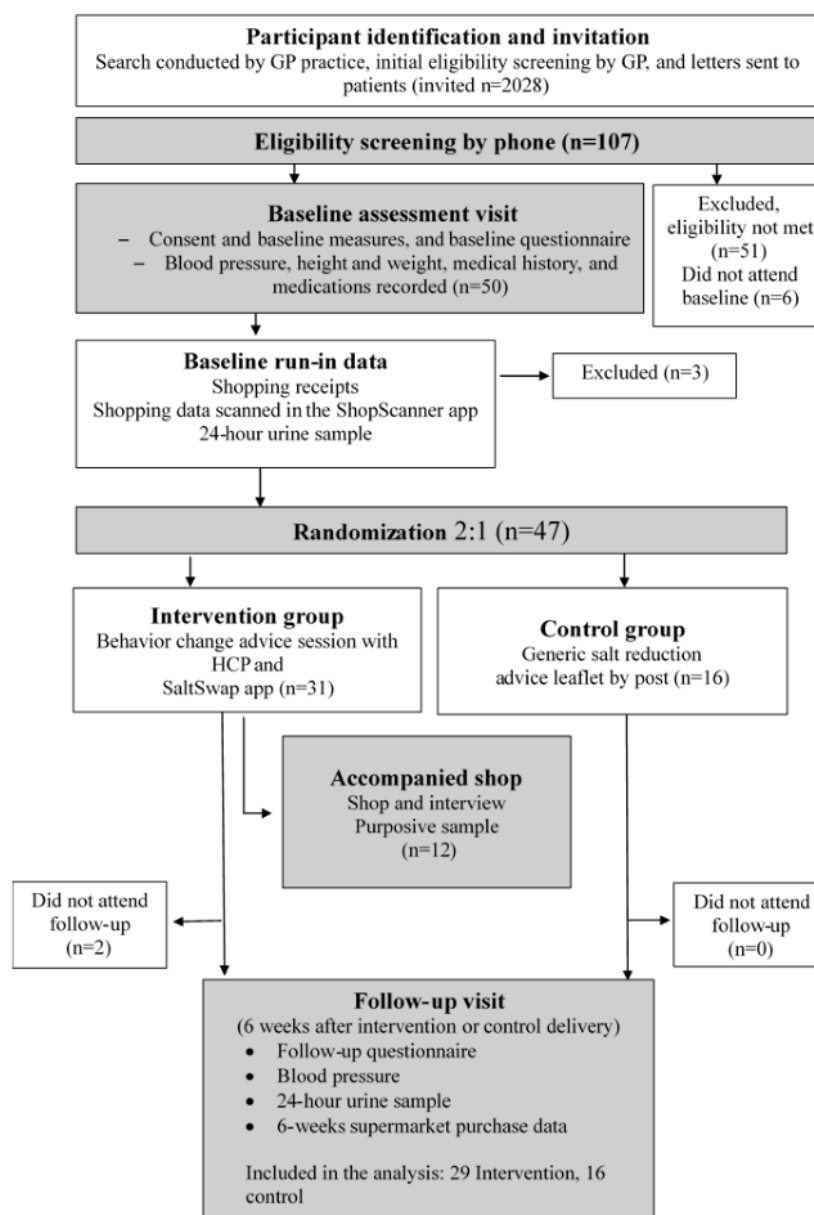 Participant identification and invitation
Search conducted by GP practice, initial eligibility screening by GP, and letters sent to
patients (invited n=2028)
Eligibility screening by phone (n=107)
Baseline assessment visit
– Consent and baseline measures, and baseline questionnaire
– Blood pressure, height and weight, medical history, and
medications recorded (n=50)
Excluded,
eligibility not met
(n=51)
Did not attend
baseline (n=6)
Baseline run-in data
Shopping receipts
Shopping data scanned in the ShopScanner app
24-hour urine sample
Excluded (n=3)
Randomization 2:1 (n=47)
Intervention group
Behavior change advice session with
HCP and
SaltSwap app (n=31)
Control group
Generic salt reduction
advice leaflet by post (n=16)
Accompanied shop
Shop and interview
Purposive sample
(n=12)
Did not attend
follow-up
(n=2)
Did not attend
follow-up
(n=0)
Follow-up visit
(6 weeks after intervention or control delivery)
• Follow-up questionnaire
• Blood pressure
• 24-hour urine sample
• 6-weeks supermarket purchase data
Included in the analysis: 29 Intervention, 16
control